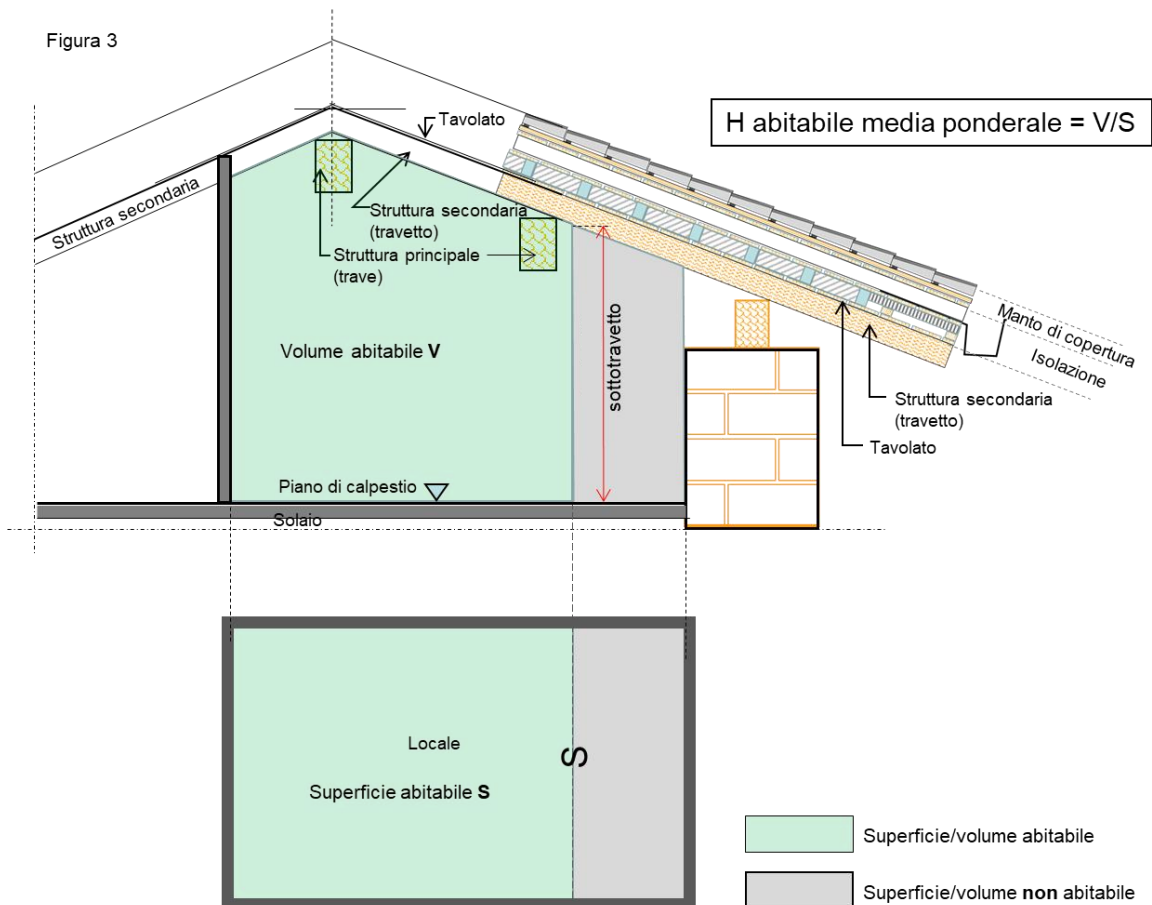 Figura 3
H abitabile media ponderale = V/S
Tavolato
Struttura secondaria
Struttura secondaria
(travetto)
Struttura principale
(trave)
Volume abitabile V
sottotravetto
Manto di copertura
Isolazione
Struttura secondaria
(travetto)
Tavolato
Piano di calpestio
Solaio
Locale
S
Superficie abitabile S
Superficie/volume abitabile
Superficie/volume non abitabile